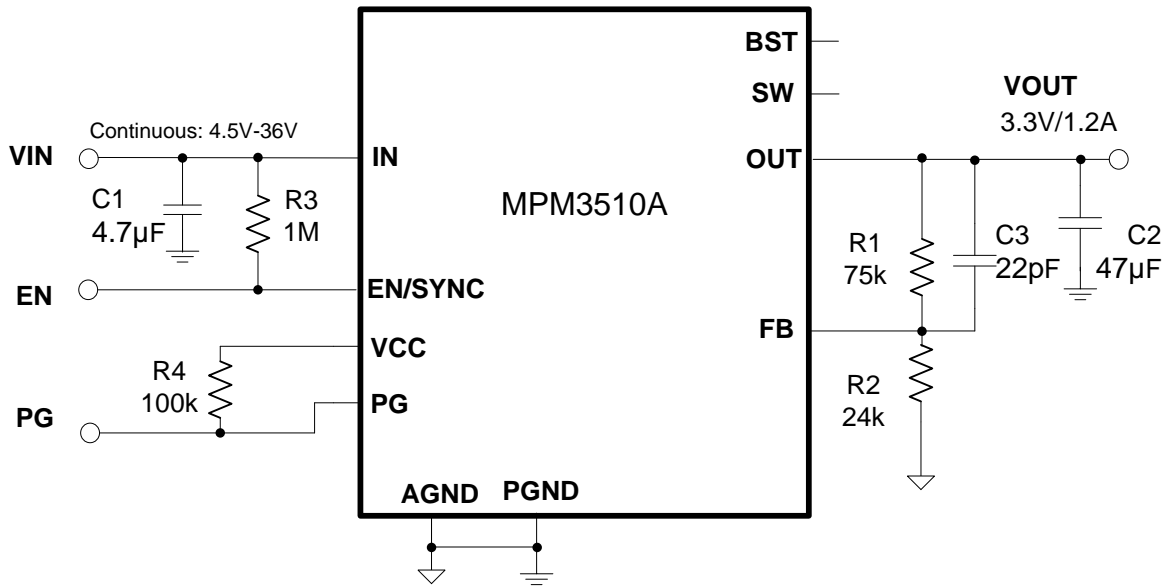 BST
SW
VOUT
3.3V/1.2A
Continuous: 4.5V-36V
VIN
IN
OUT
C1
4.7µF
R3
1M
MPM3510A
R1
75k
C3
22pF
C2
47µF
EN
EN/SYNC
FB
VCC
R4
100k
PG
PG
R2
24k
AGND
PGND